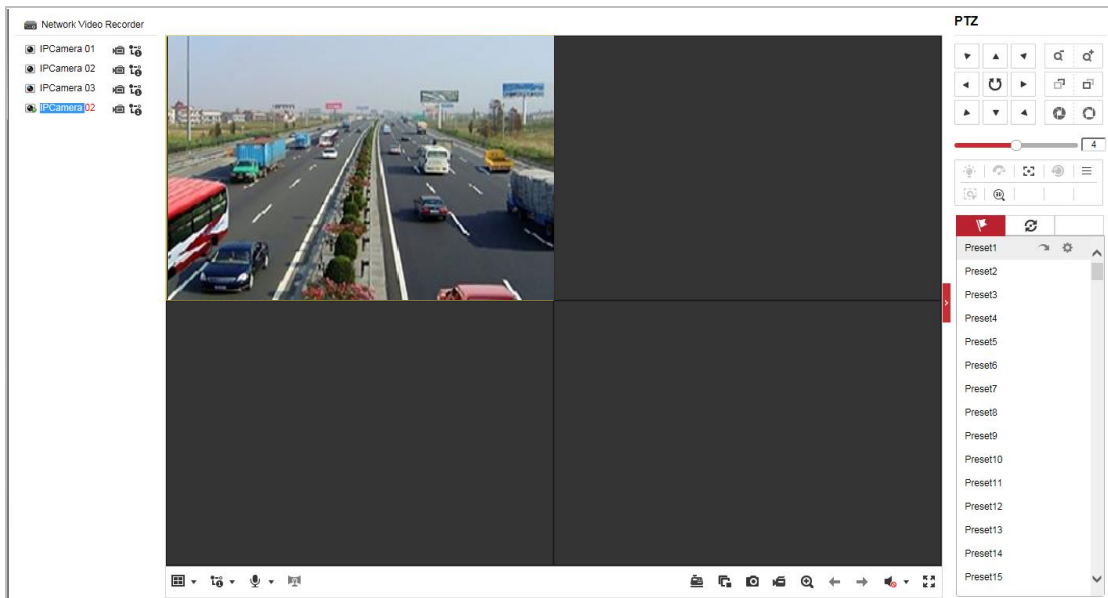 Network Video Recorder
IPCamera 01
IPCamera 02
IPCamera 03
IPCamera 02
PTZ
4
3D
Preset1
Preset2
Preset3
Preset4
Preset5
Preset6
Preset7
Preset8
Preset9
Preset10
Preset11
Preset12
Preset13
Preset14
Preset15